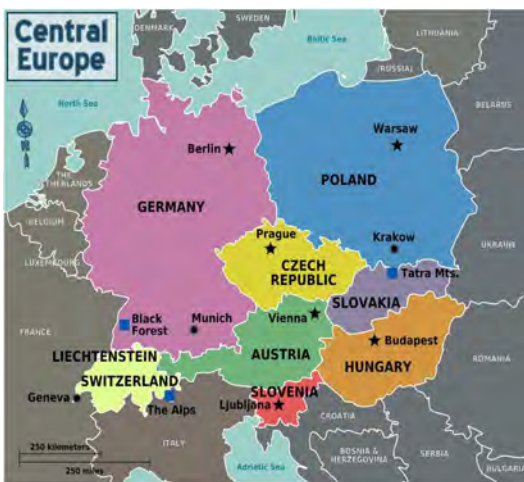 Central
Europe
DENMARK
SWEDEN
Baltic Sea
LITHUANIA
(RUSSIA)
North Sea
BELARUS
Berlin
Warsaw
THE
NETHERLANDS
POLAND
GERMANY
BELGIUM
Prague
Krakow
UKRAINE
LUXEMBOURG
CZECH
REPUBLIC
Tatra Mts.
SLOVAKIA
Black
Forest
Munich
Vienna
FRANCE
Budapest
LIECHTENSTEIN
AUSTRIA
HUNGARY
ROMANIA
SWITZERLAND
SLOVENIA
Geneva
The Alps
Ljubljana
CROATIA
ITALY
250 kilometers
250 miles
BOSNIA &
HERZEGOVINA
SERBIA
Adriatic Sea
BULGARIA
N